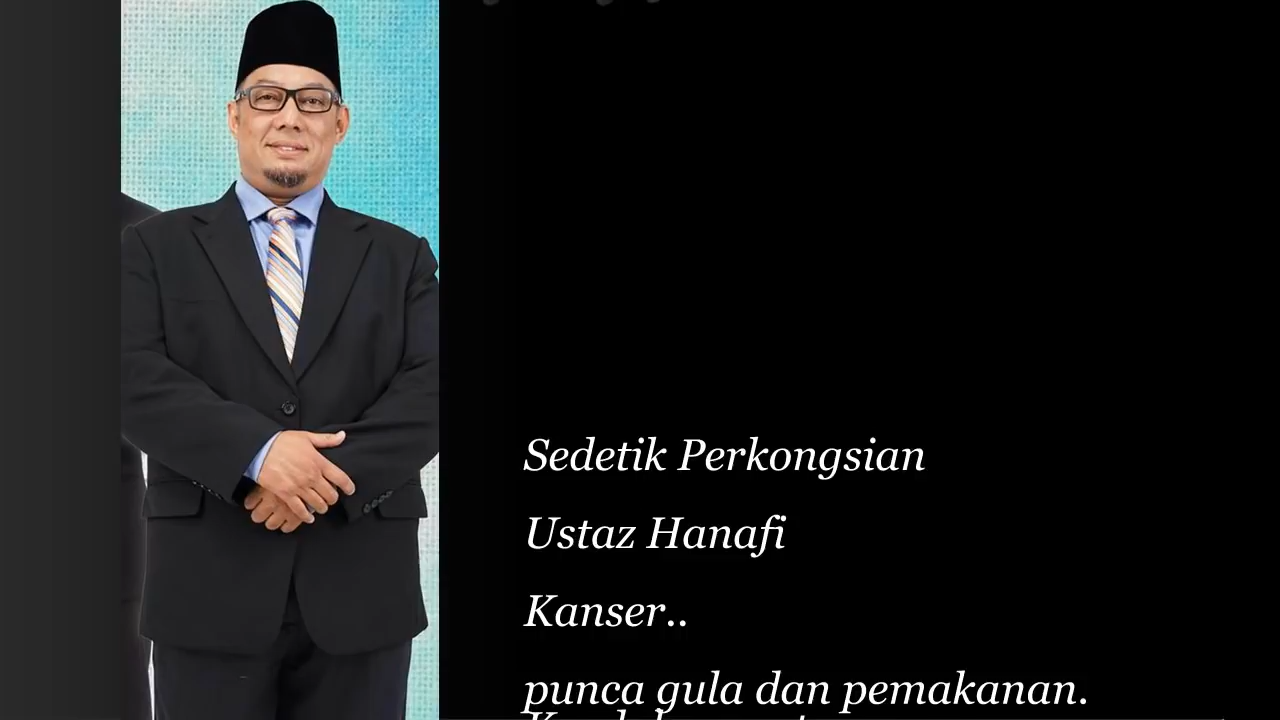 Sedetik Perkongsian
Ustaz Hanafi
Kanser..
punca gula dan pemakanan.